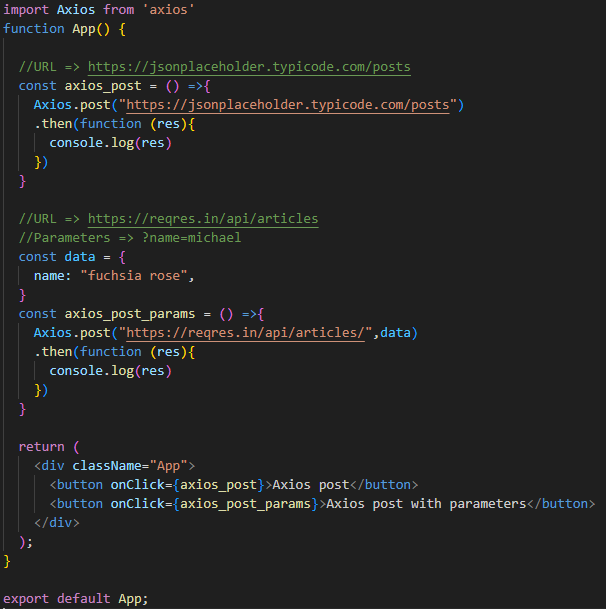 import Axios from 'axios'
function App() {
//URL => https://jsonplaceholder.typicode.com/posts
const axios_post = () =>{
Axios.post("https://jsonplaceholder.typicode.com/posts")
.then(function (res){
console.log(res)
})
}
//URL => https://reqres.in/api/articles
//Parameters => ?name=michael
const data = {
name: "fuchsia rose",
}
const axios_post_params = () =>{
Axios.post("https://reqres.in/api/articles/",data)
.then(function (res){
console.log(res)
})
}
return (
<div className="App">
<button onClick={axios_post}>Axios post</button>
<button onClick={axios_post_params}>Axios post with parameters</button>
</div>
);
}
export default App;